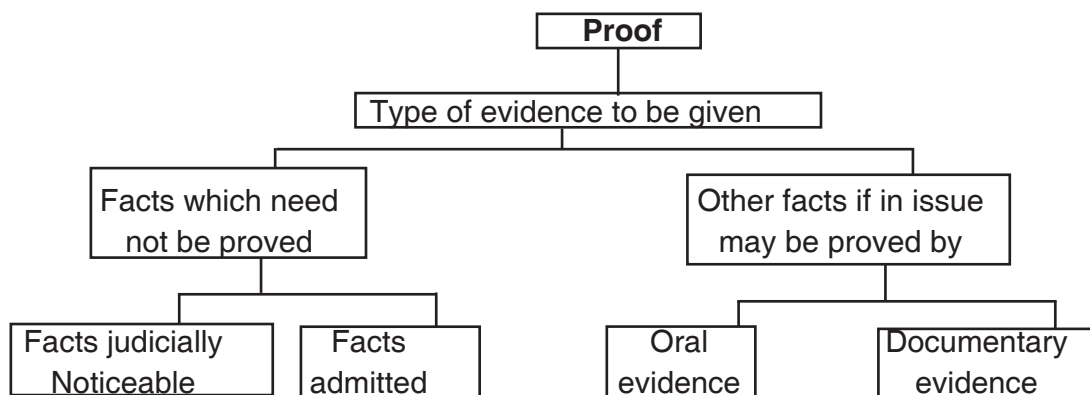 Proof
Type of evidence to be given
Facts which need
not be proved
Other facts if in issue
may be proved by
Facts judicially
Noticeable
Facts
admitted
Oral
evidence
Documentary
evidence